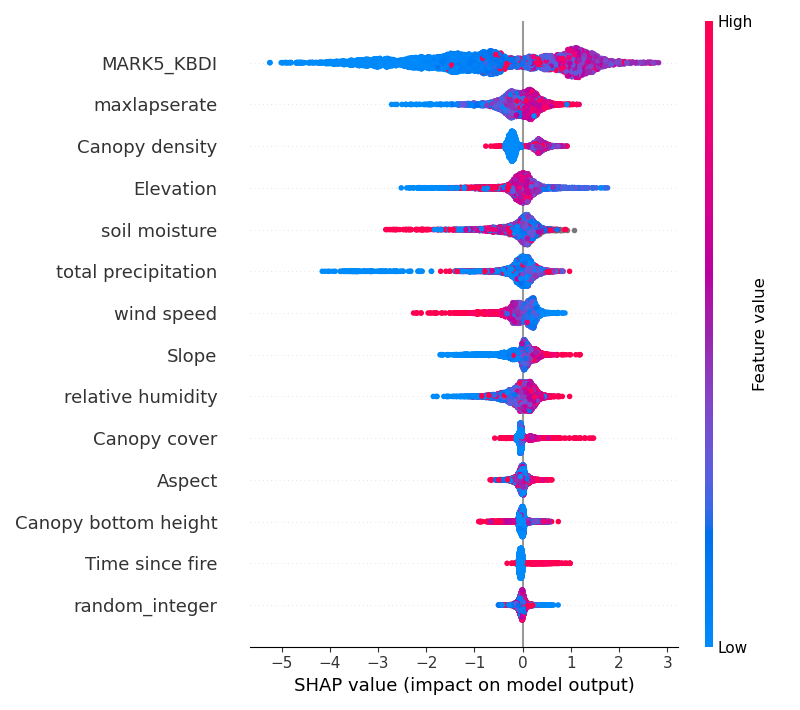 High
MARK5_KBDI
maxlapserate
Canopy density
Elevation
soil moisture
total precipitation
wind speed
Slope
relative humidity
Canopy cover
Aspect
Canopy bottom height
Time since fire
random_integer
Feature value
Low
−5 −4 −3 −2 −1 0 1 2 3
SHAP value (impact on model output)